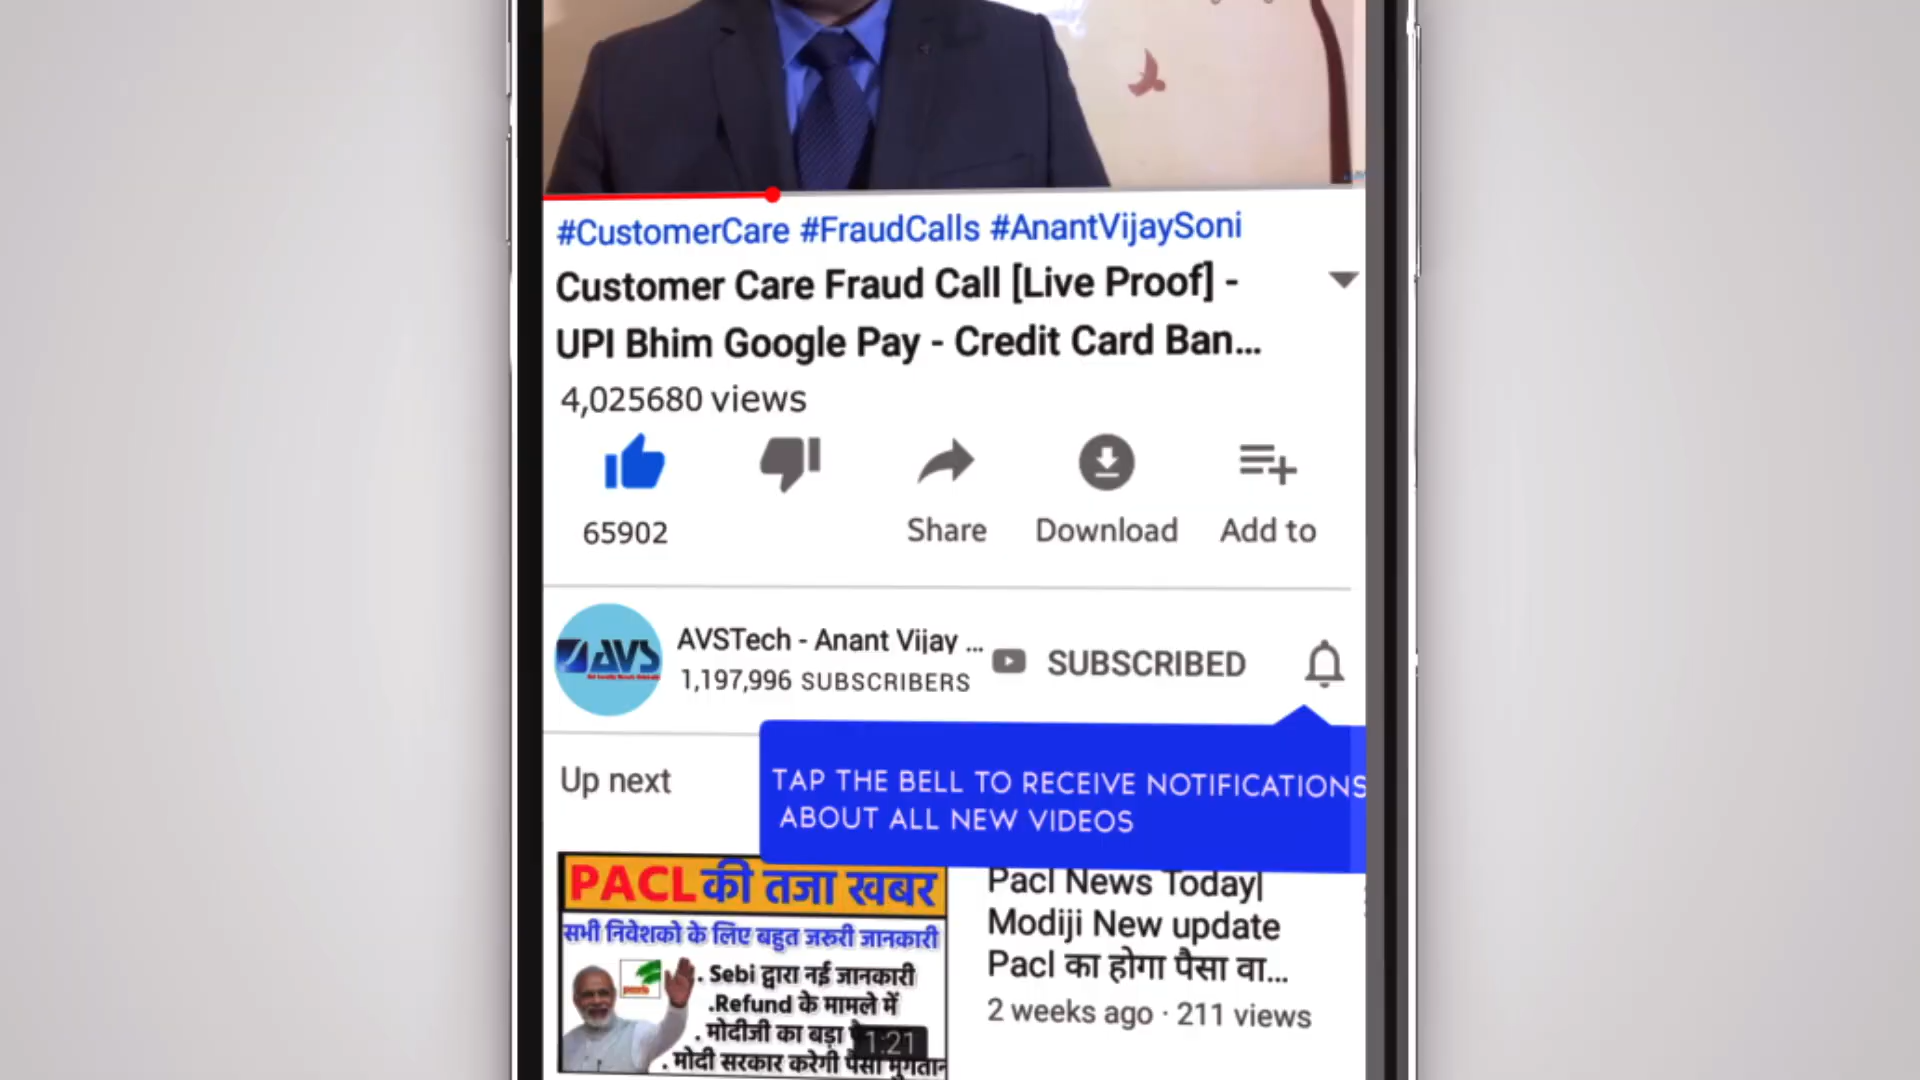 #CustomerCare #FraudCalls #AnantVijaySoni
Customer Care Fraud Call [Live Proof] -
UPI Bhim Google Pay - Credit Card Ban...
4,025680 views
65902
Share
Download
Add to
AVS
AVSTech - Anant Vijay ...
1,197,996 SUBSCRIBERS
SUBSCRIBED
TAP THE BELL TO RECEIVE NOTIFICATIONS
ABOUT ALL NEW VIDEOS
Up next
PACL की तजा खबर
सभी निवेशको के लिए बहुत जरुरी जानकारी
. Sebi द्वारा नई जानकारी
.Refund के मामले में
. मोदीजी का बड़ा
. मोदी सरकार करेगी पैसा भुगतान
1:21
Pacl News Today|
Modiji New update
Pacl का होगा पैसा वा...
2 weeks ago · 211 views